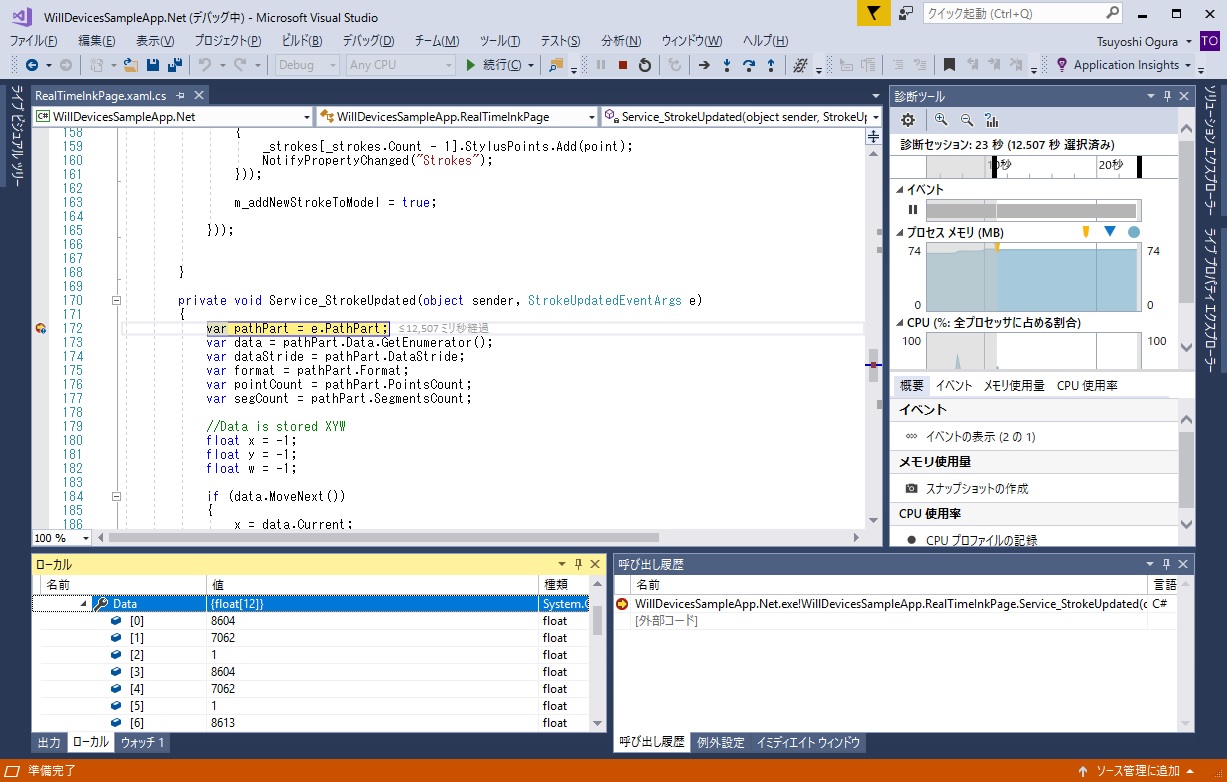 WillDevicesSampleApp.Net (デバッグ中) - Microsoft Visual Studio
クイック起動 (Ctrl+Q)
ファイル(F) 編集(E) 表示(V) プロジェクト(P) ビルド(B) デバッグ(D) チーム(M) ツール(T) テスト(S) 分析(N) ウィンドウ(W) ヘルプ(H)
Tsuyoshi Ogura TO
Debug Any CPU 続行(C) Application Insights
ライブ ビジュアル ツリー
RealTimeInkPage.xaml.cs
WillDevicesSampleApp.Net WillDevicesSampleApp.RealTimeInkPage Service_StrokeUpdated(object sender, StrokeUp
158 {
159 _strokes[_strokes.Count - 1].StylusPoints.Add(point);
160 NotifyPropertyChanged("Strokes");
161 }));
162
163 m_addNewStrokeToModel = true;
164
165 }));
166
167
168 }
169
170 private void Service_StrokeUpdated(object sender, StrokeUpdatedEventArgs e)
171 {
172 var pathPart = e.PathPart; ≤12,507 ミリ秒経過
173 var data = pathPart.Data.GetEnumerator();
174 var dataStride = pathPart.DataStride;
175 var format = pathPart.Format;
176 var pointCount = pathPart.PointsCount;
177 var segCount = pathPart.SegmentsCount;
178
179 //Data is stored XYW
180 float x = -1;
181 float y = -1;
182 float w = -1;
183
184 if (data.MoveNext())
185 {
186 x = data.Current;
100 %
診断ツール
診断セッション: 23 秒 (12.507 秒 選択済み)
10秒 20秒
イベント
プロセス メモリ (MB)
74 74
0 0
CPU (%: 全プロセッサに占める割合)
100 100
概要 イベント メモリ使用量 CPU 使用率
イベント
イベントの表示 (2 の 1)
メモリ使用量
スナップショットの作成
CPU 使用率
CPU プロファイルの記録
ソリューション エクスプローラー
ライブ プロパティ エクスプローラー
ローカル
名前 値 種類
Data {float[12]} System.C
[0] 8604 float
[1] 7062 float
[2] 1 float
[3] 8604 float
[4] 7062 float
[5] 1 float
[6] 8613 float
出力 ローカル ウォッチ 1
呼び出し履歴
名前 言語
WillDevicesSampleApp.Net.exe!WillDevicesSampleApp.RealTimeInkPage.Service_StrokeUpdated(o C#
[外部コード]
呼び出し履歴 例外設定 イミディエイト ウィンドウ
準備完了
ソース管理に追加